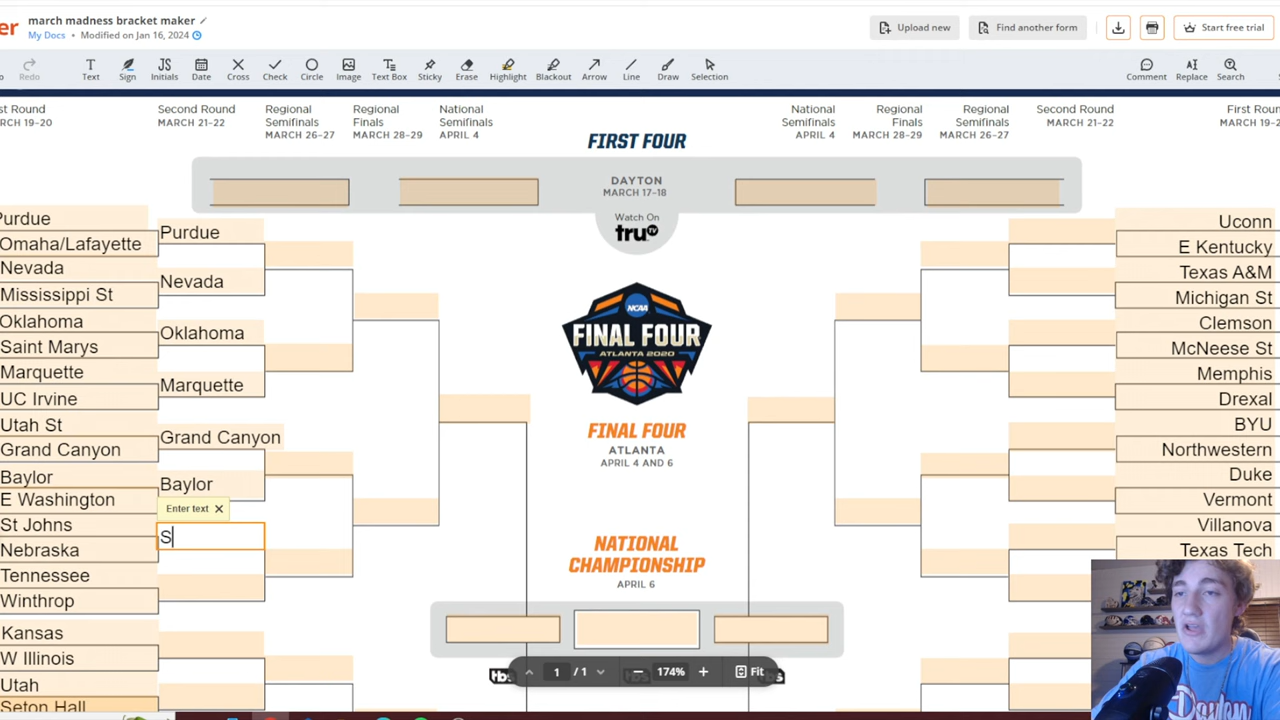 er
march madness bracket maker
My Docs • Modified on Jan 16, 2024
Upload new
Find another form
Start free trial
Redo
Text
Sign
Initials
Date
Cross
Check
Circle
Image
Text Box
Sticky
Erase
Highlight
Blackout
Arrow
Line
Draw
Selection
Comment
Replace
Search
st Round
RCH 19-20
Second Round
MARCH 21-22
Regional
Semifinals
MARCH 26-27
Regional
Finals
MARCH 28-29
National
Semifinals
APRIL 4
FIRST FOUR
National
Semifinals
APRIL 4
Regional
Finals
MARCH 28-29
Regional
Semifinals
MARCH 26-27
Second Round
MARCH 21-22
First Roun
MARCH 19-2
DAYTON
MARCH 17-18
Watch On
truTV
Purdue
Omaha/Lafayette
Nevada
Mississippi St
Oklahoma
Saint Marys
Marquette
UC Irvine
Utah St
Grand Canyon
Baylor
E Washington
St Johns
Nebraska
Tennessee
Winthrop
Kansas
W Illinois
Utah
Seton Hall
Purdue
Nevada
Oklahoma
Marquette
Grand Canyon
Baylor
Enter text
S
NCAA
FINAL FOUR
ATLANTA 2020
FINAL FOUR
ATLANTA
APRIL 4 AND 6
NATIONAL
CHAMPIONSHIP
APRIL 6
tbs
1 / 1
174%
Fit
Uconn
E Kentucky
Texas A&M
Michigan St
Clemson
McNeese St
Memphis
Drexal
BYU
Northwestern
Duke
Vermont
Villanova
Texas Tech